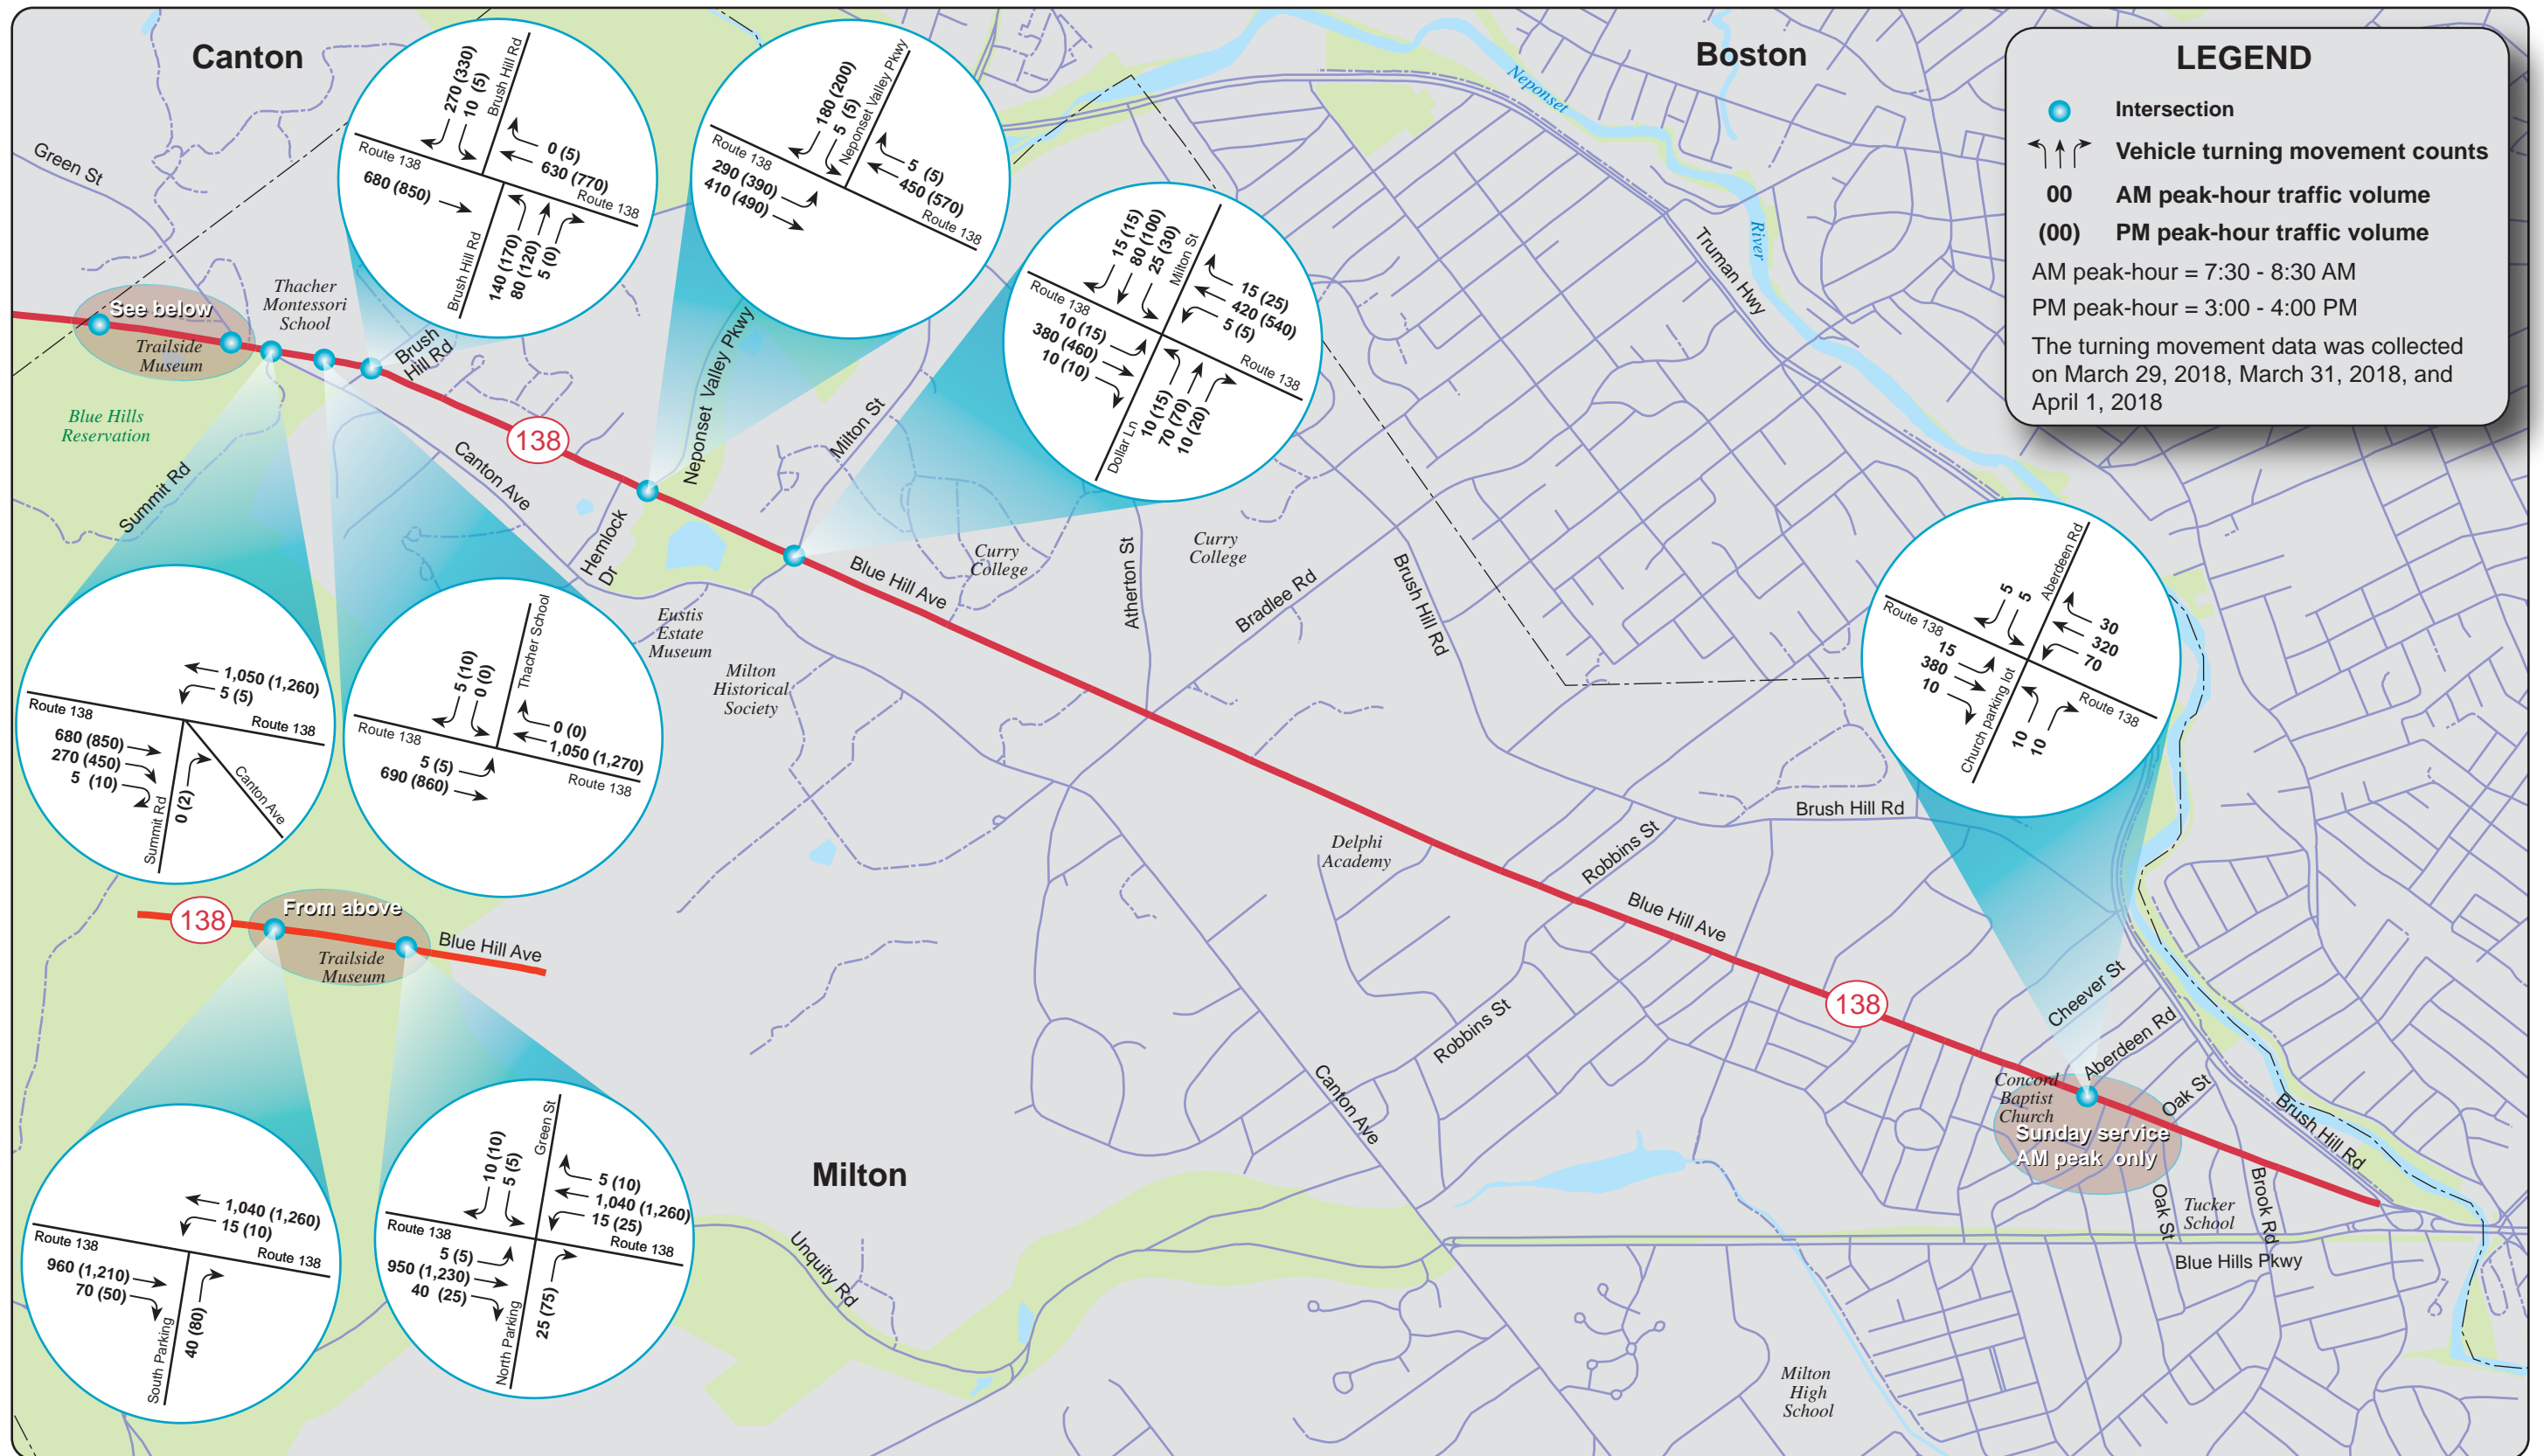 Canton
Boston
Milton
LEGEND
Intersection
Vehicle turning movement counts
00 AM peak-hour traffic volume
(00) PM peak-hour traffic volume
AM peak-hour = 7:30 - 8:30 AM
PM peak-hour = 3:00 - 4:00 PM
The turning movement data was collected
on March 29, 2018, March 31, 2018, and
April 1, 2018
270 (330)
10 (5)
Brush Hill Rd
0 (5)
630 (770)
Route 138
Route 138
680 (850)
Brush Hill Rd
140 (170)
80 (120)
5 (0)
180 (200)
5 (5)
Neponset Valley Pkwy
Route 138
290 (390)
410 (490)
5 (5)
450 (570)
Route 138
15 (15)
80 (100)
25 (30)
Milton St
15 (25)
420 (540)
5 (5)
Route 138
10 (15)
380 (460)
10 (10)
Route 138
Dollar Ln
10 (15)
70 (70)
10 (20)
5
5
Aberdeen Rd
30
320
70
Route 138
15
380
10
Route 138
Church parking lot
10
10
1,050 (1,260)
5 (5)
Route 138
Route 138
680 (850)
270 (450)
5 (10)
Summit Rd
0 (2)
Canton Ave
5 (10)
0 (0)
Thacher School
0 (0)
1,050 (1,270)
Route 138
5 (5)
690 (860)
Route 138
1,040 (1,260)
15 (10)
Route 138
Route 138
960 (1,210)
70 (50)
South Parking
40 (80)
10 (10)
5 (5)
Green St
5 (10)
1,040 (1,260)
15 (25)
Route 138
Route 138
5 (5)
950 (1,230)
40 (25)
North Parking
25 (75)
Green St
See below
Trailside
Museum
Thacher
Montessori
School
Brush
Hill Rd
Blue Hills
Reservation
Summit Rd
138
Canton Ave
Hemlock
Dr
Neponset Valley Pkwy
Milton St
Blue Hill Ave
Eustis
Estate
Museum
Milton
Historical
Society
Curry
College
Curry
College
Atherton St
Bradlee Rd
Brush Hill Rd
Truman Hwy
Neponset
River
138
From above
Trailside
Museum
Blue Hill Ave
Delphi
Academy
Robbins St
Brush Hill Rd
Blue Hill Ave
138
Robbins St
Canton Ave
Unquity Rd
Cheever St
Aberdeen Rd
Oak St
Concord
Baptist
Church
Sunday service
AM peak only
Brush Hill Rd
Oak St
Tucker
School
Brook Rd
Blue Hills Pkwy
Milton
High
School